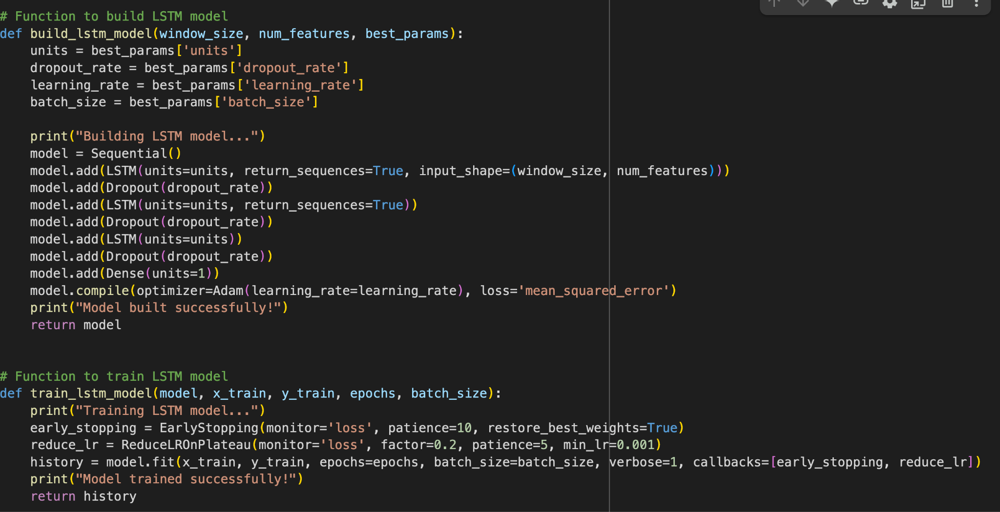 # Function to build LSTM model
def build_lstm_model(window_size, num_features, best_params):
    units = best_params['units']
    dropout_rate = best_params['dropout_rate']
    learning_rate = best_params['learning_rate']
    batch_size = best_params['batch_size']

    print("Building LSTM model...")
    model = Sequential()
    model.add(LSTM(units=units, return_sequences=True, input_shape=(window_size, num_features)))
    model.add(Dropout(dropout_rate))
    model.add(LSTM(units=units, return_sequences=True))
    model.add(Dropout(dropout_rate))
    model.add(LSTM(units=units))
    model.add(Dropout(dropout_rate))
    model.add(Dense(units=1))
    model.compile(optimizer=Adam(learning_rate=learning_rate), loss='mean_squared_error')
    print("Model built successfully!")
    return model


# Function to train LSTM model
def train_lstm_model(model, x_train, y_train, epochs, batch_size):
    print("Training LSTM model...")
    early_stopping = EarlyStopping(monitor='loss', patience=10, restore_best_weights=True)
    reduce_lr = ReduceLROnPlateau(monitor='loss', factor=0.2, patience=5, min_lr=0.001)
    history = model.fit(x_train, y_train, epochs=epochs, batch_size=batch_size, verbose=1, callbacks=[early_stopping, reduce_lr])
    print("Model trained successfully!")
    return history